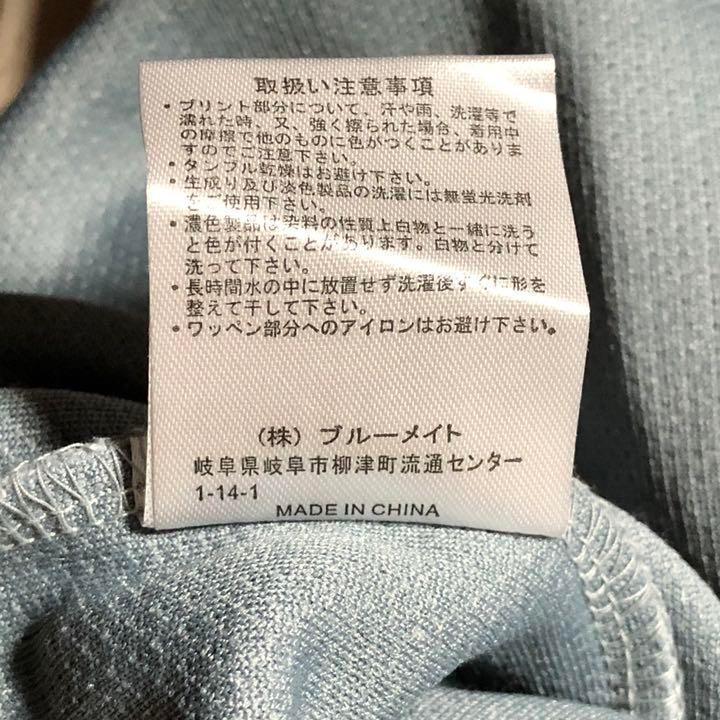 取扱い注意事項
・プリント部分について、汗や雨、洗濯等で
濡れた時、又、強く擦られた場合、着用中
の摩擦で他のものに色がつくことがありま
すのでご注意下さい。
・タンブル乾燥はお避け下さい。
・生成り及び淡色製品の洗濯には無蛍光洗剤
をご使用下さい。
・濃色製品は染料の性質上白物と一緒に洗う
と色が付くことがあります。白物と分けて
洗って下さい。
・長時間水の中に放置せず洗濯後すぐに形を
整えて干して下さい。
・ワッペン部分へのアイロンはお避け下さい。
(株) ブルーメイト
岐阜県岐阜市柳津町流通センター
1-14-1
MADE IN CHINA